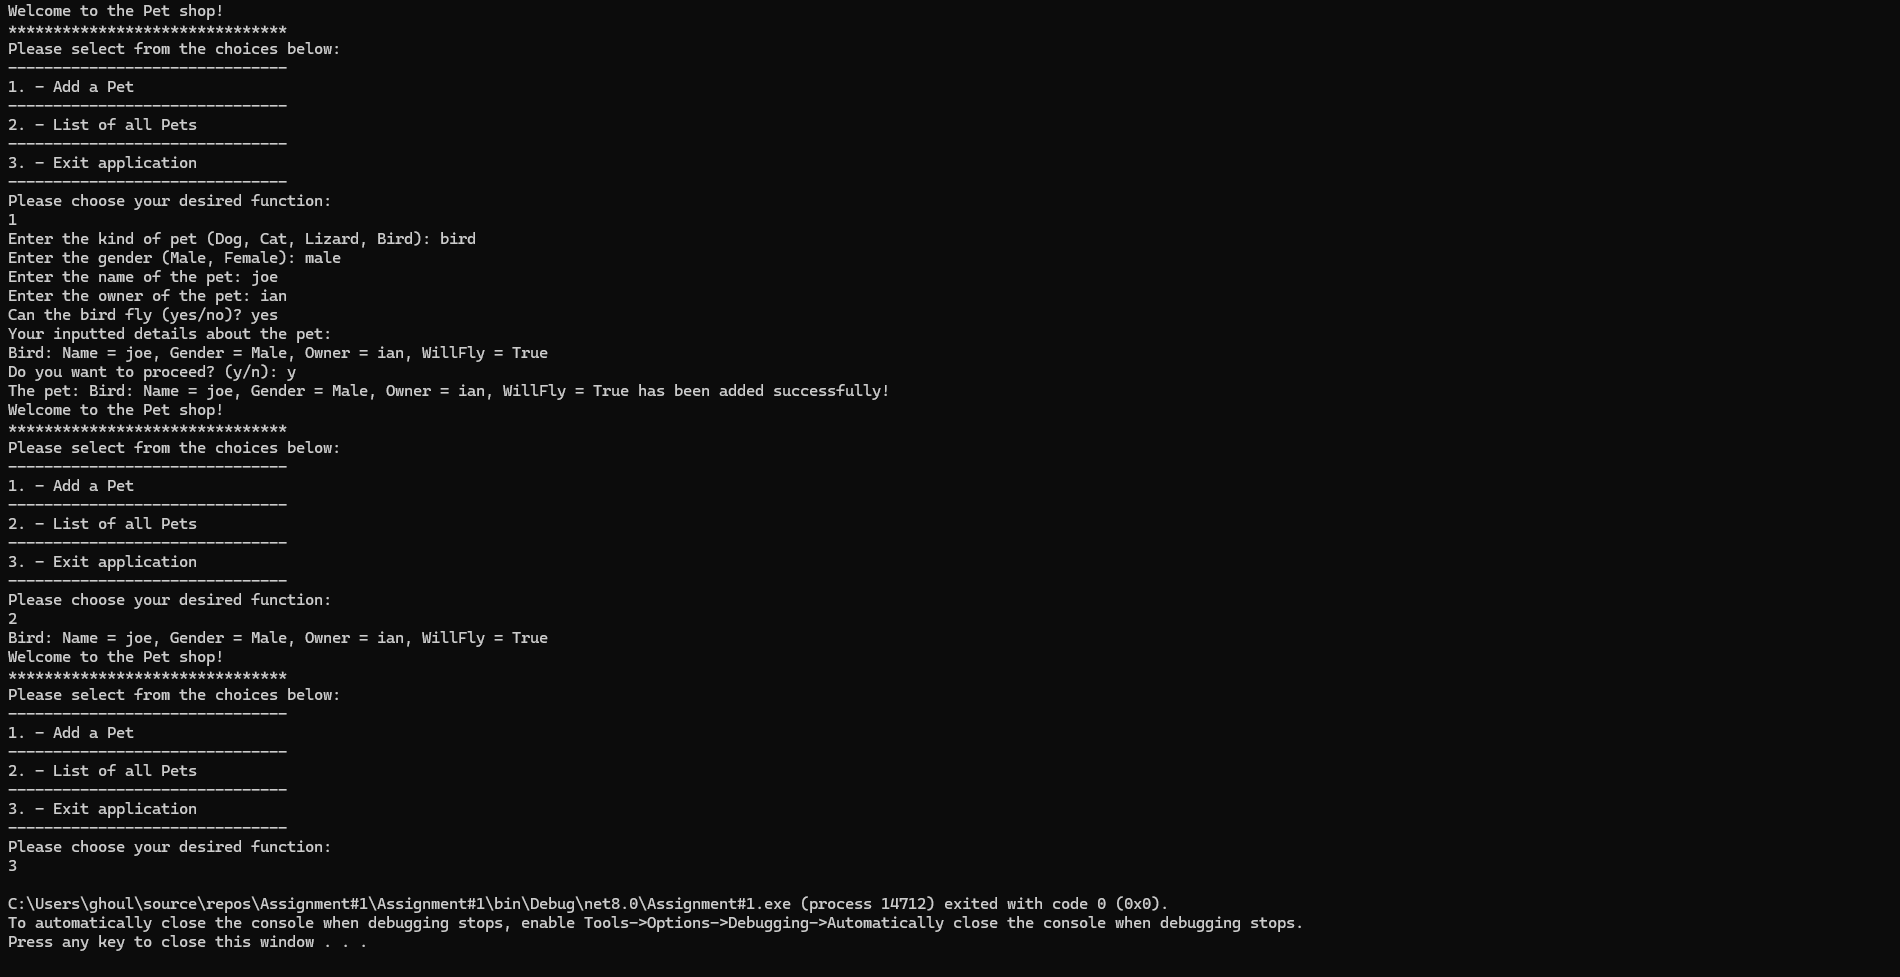 Welcome to the Pet shop!
*******************************
Please select from the choices below:
-------------------------------
1. - Add a Pet
-------------------------------
2. - List of all Pets
-------------------------------
3. - Exit application
-------------------------------
Please choose your desired function:
1
Enter the kind of pet (Dog, Cat, Lizard, Bird): bird
Enter the gender (Male, Female): male
Enter the name of the pet: joe
Enter the owner of the pet: ian
Can the bird fly (yes/no)? yes
Your inputted details about the pet:
Bird: Name = joe, Gender = Male, Owner = ian, WillFly = True
Do you want to proceed? (y/n): y
The pet: Bird: Name = joe, Gender = Male, Owner = ian, WillFly = True has been added successfully!
Welcome to the Pet shop!
*******************************
Please select from the choices below:
-------------------------------
1. - Add a Pet
-------------------------------
2. - List of all Pets
-------------------------------
3. - Exit application
-------------------------------
Please choose your desired function:
2
Bird: Name = joe, Gender = Male, Owner = ian, WillFly = True
Welcome to the Pet shop!
*******************************
Please select from the choices below:
-------------------------------
1. - Add a Pet
-------------------------------
2. - List of all Pets
-------------------------------
3. - Exit application
-------------------------------
Please choose your desired function:
3

C:\Users\ghoul\source\repos\Assignment#1\Assignment#1\bin\Debug\net8.0\Assignment#1.exe (process 14712) exited with code 0 (0x0).
To automatically close the console when debugging stops, enable Tools->Options->Debugging->Automatically close the console when debugging stops.
Press any key to close this window . . .